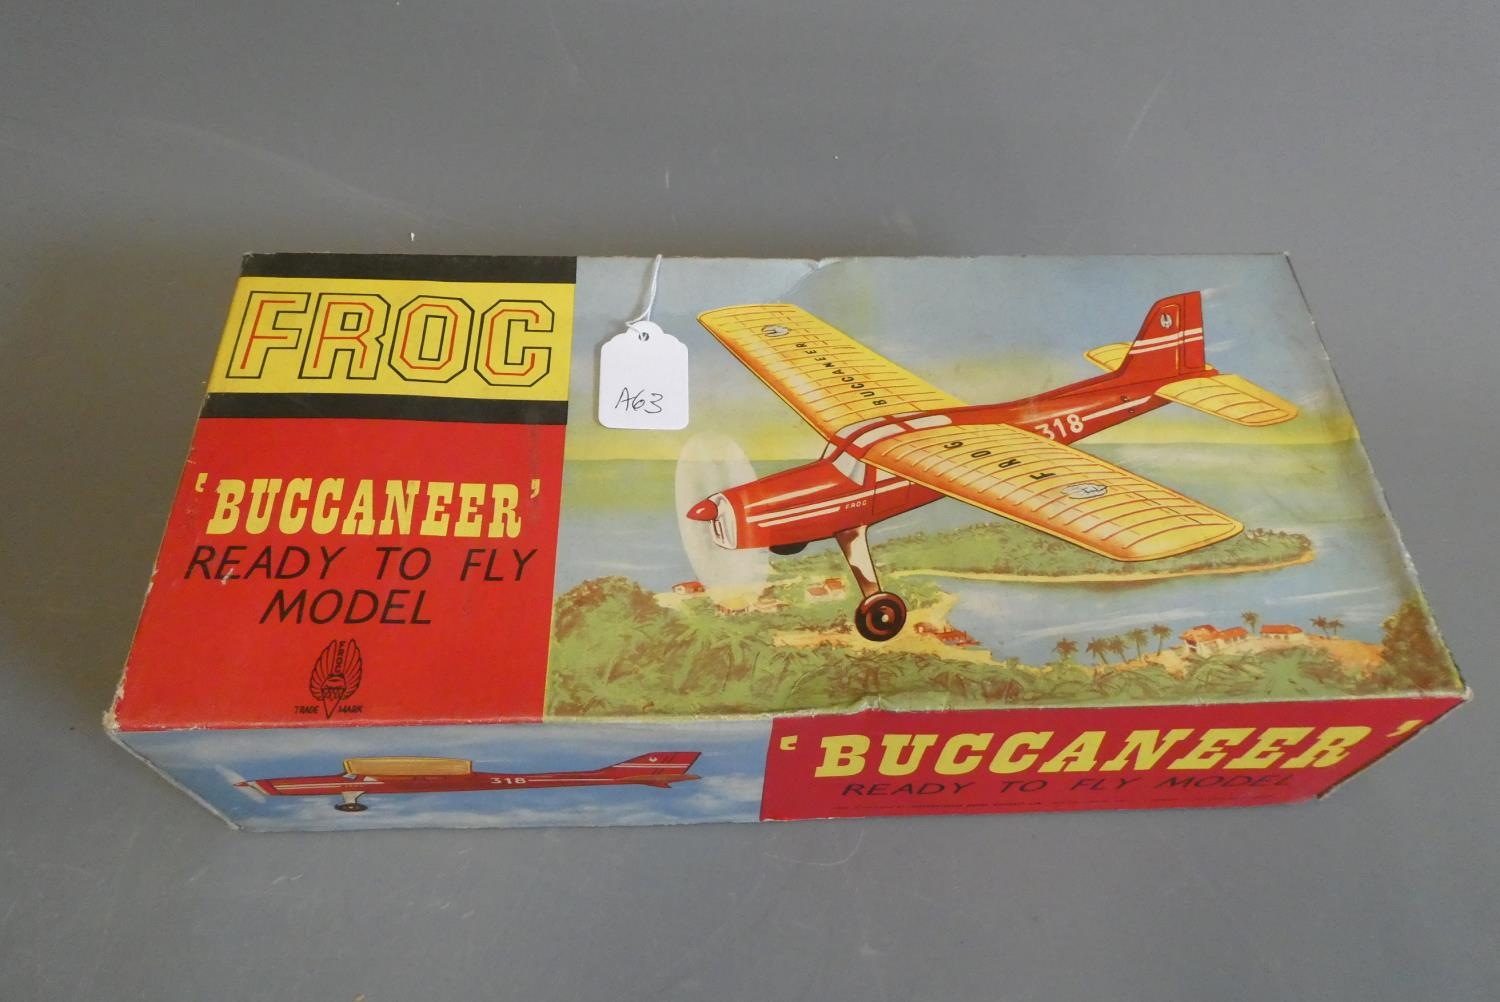 FROG
A63
'BUCCANEER'
READY TO FLY
MODEL
FROG
TRADE MARK
BUCCANEER
FROG
318
FROG
318
'BUCCANEER'
READY TO FLY MODEL